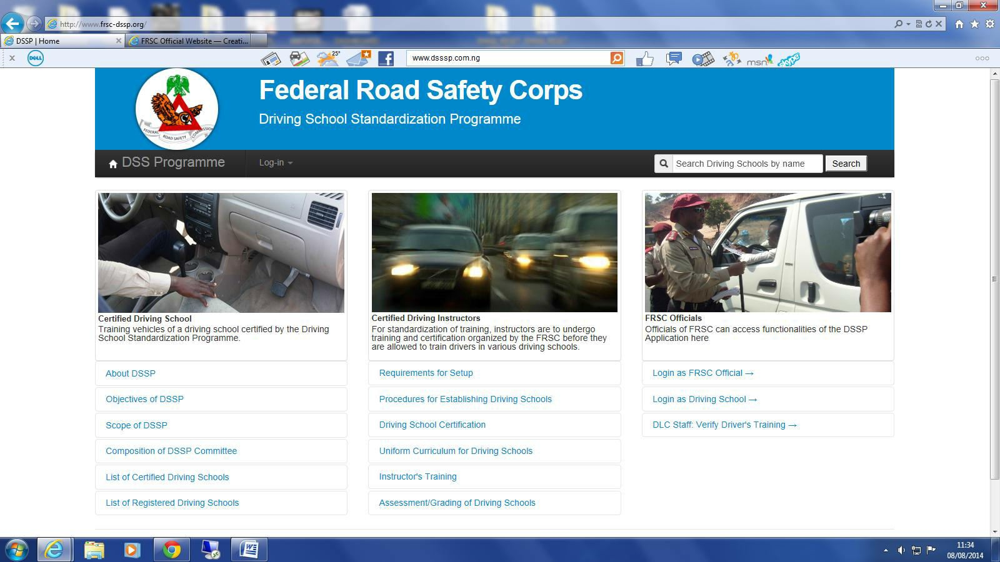 http://www.frsc-dssp.org/
DSSP | Home
FRSC Official Website — Creati...
DELL
25°
www.dsssp.com.ng
msn
skype
Federal Road Safety Corps
Driving School Standardization Programme
FEDERAL ROAD SAFETY COMMISSION
DSS Programme
Log-in
Search Driving Schools by name
Search
Certified Driving School
Training vehicles of a driving school certified by the Driving
School Standardization Programme.
About DSSP
Objectives of DSSP
Scope of DSSP
Composition of DSSP Committee
List of Certified Driving Schools
List of Registered Driving Schools
Certified Driving Instructors
For standardization of training, instructors are to undergo
training and certification organized by the FRSC before they
are allowed to train drivers in various driving schools.
Requirements for Setup
Procedures for Establishing Driving Schools
Driving School Certification
Uniform Curriculum for Driving Schools
Instructor's Training
Assessment/Grading of Driving Schools
FRSC Officials
Officials of FRSC can access functionalities of the DSSP
Application here
Login as FRSC Official →
Login as Driving School →
DLC Staff: Verify Driver's Training →
11:34
08/08/2014